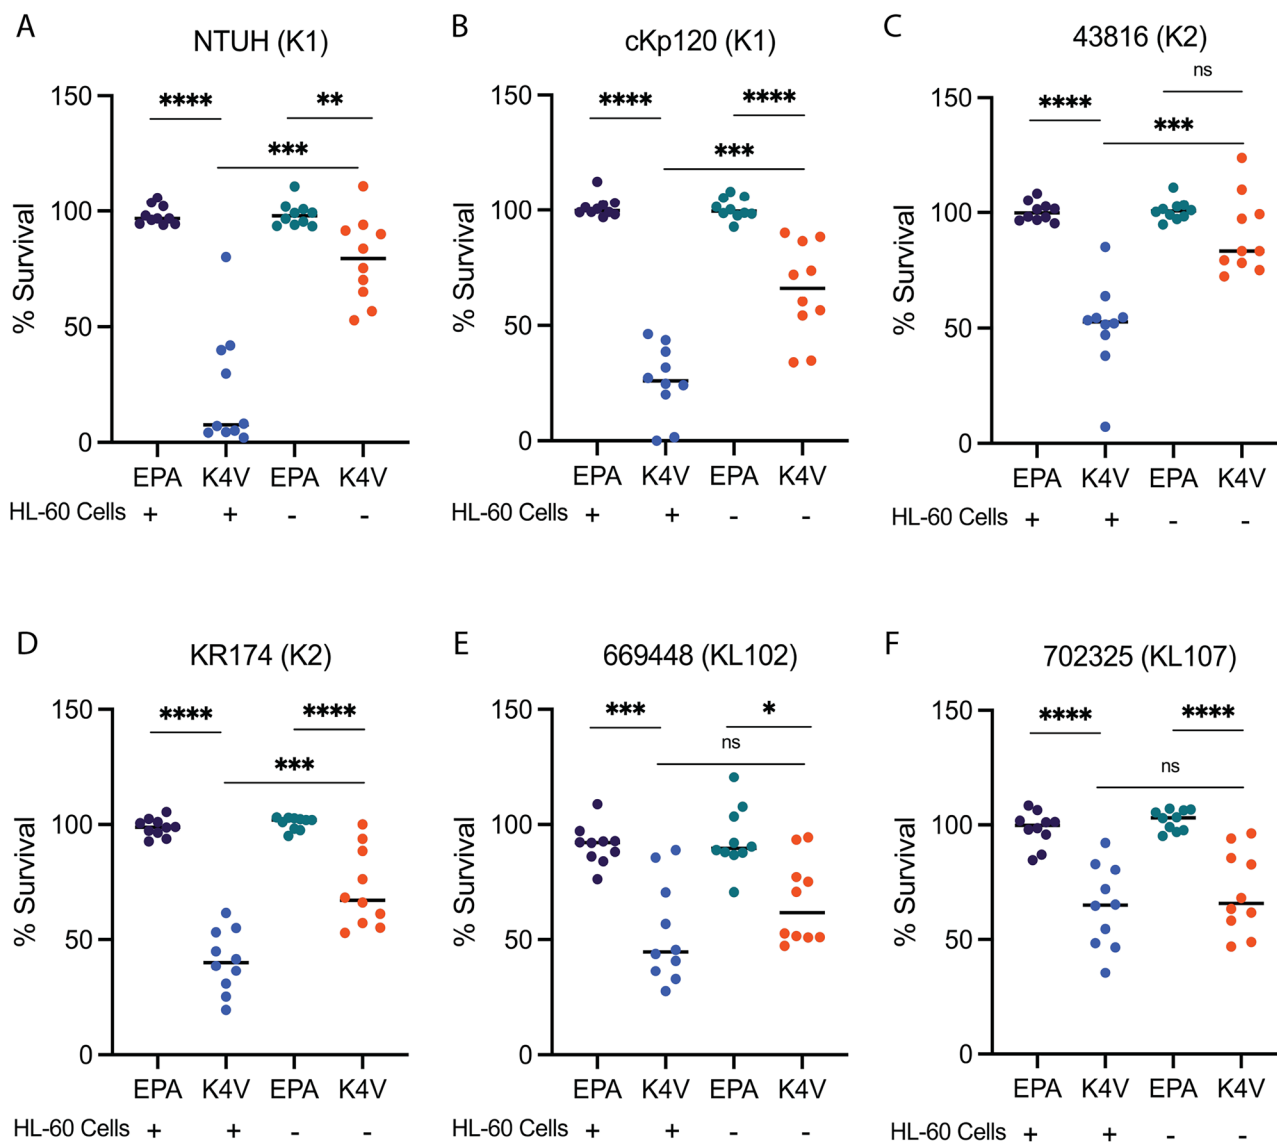 A
NTUH (K1)
% Survival
150
100
50
0
****
**
***
EPA K4V EPA K4V
HL-60 Cells + + - -
B
cKp120 (K1)
% Survival
150
100
50
0
****
****
***
EPA K4V EPA K4V
HL-60 Cells + + - -
C
43816 (K2)
% Survival
150
100
50
0
ns
****
***
EPA K4V EPA K4V
HL-60 Cells + + - -
D
KR174 (K2)
% Survival
150
100
50
0
****
****
***
EPA K4V EPA K4V
HL-60 Cells + + - -
E
669448 (KL102)
% Survival
150
100
50
0
***
*
ns
EPA K4V EPA K4V
HL-60 Cells + + - -
F
702325 (KL107)
% Survival
150
100
50
0
****
****
ns
EPA K4V EPA K4V
HL-60 Cells + + - -